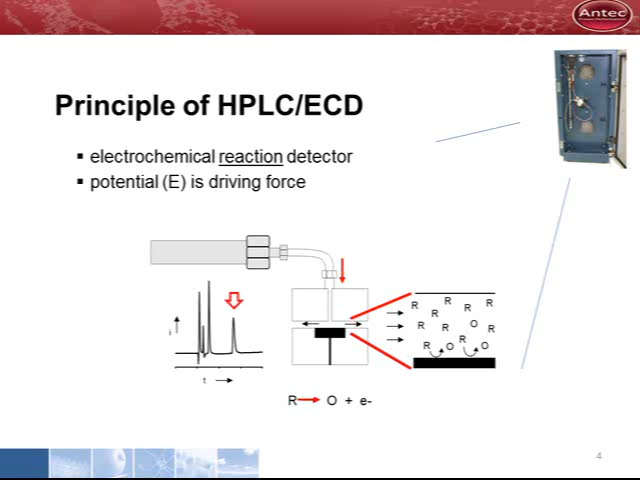 Antec
Principle of HPLC/ECD
▪ electrochemical reaction detector
▪ potential (E) is driving force
i
t
R R R R
R R O R
R O R O
R → O + e-
4